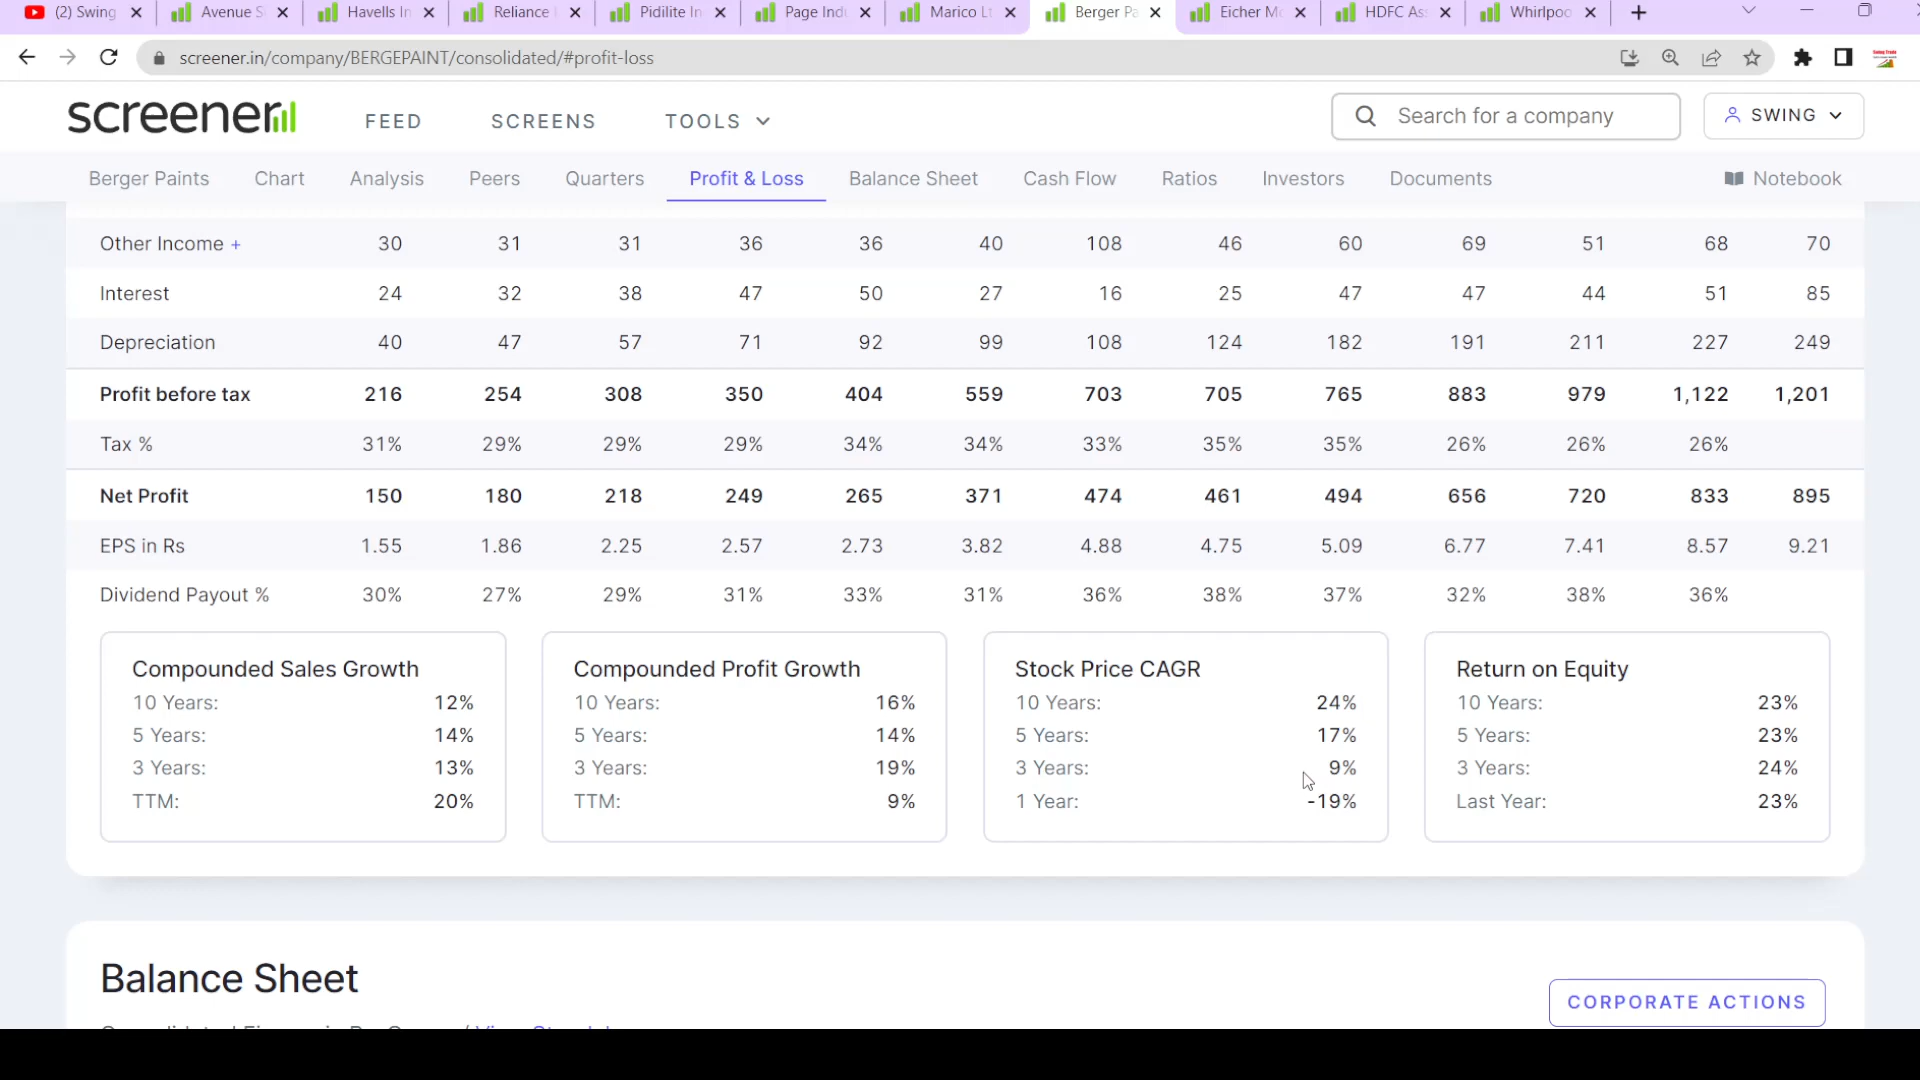 (2) Swing
Avenue S
Havells In
Reliance I
Pidilite In
Page Indu
Marico Lt
Berger Pa
Eicher Mo
HDFC Ass
Whirlpoo
screener.in/company/BERGEPAINT/consolidated/#profit-loss
screener
FEED SCREENS TOOLS
Search for a company
SWING
Berger Paints Chart Analysis Peers Quarters Profit & Loss Balance Sheet Cash Flow Ratios Investors Documents Notebook
Other Income + 30 31 31 36 36 40 108 46 60 69 51 68 70
Interest 24 32 38 47 50 27 16 25 47 47 44 51 85
Depreciation 40 47 57 71 92 99 108 124 182 191 211 227 249
Profit before tax 216 254 308 350 404 559 703 705 765 883 979 1,122 1,201
Tax % 31% 29% 29% 29% 34% 34% 33% 35% 35% 26% 26% 26%
Net Profit 150 180 218 249 265 371 474 461 494 656 720 833 895
EPS in Rs 1.55 1.86 2.25 2.57 2.73 3.82 4.88 4.75 5.09 6.77 7.41 8.57 9.21
Dividend Payout % 30% 27% 29% 31% 33% 31% 36% 38% 37% 32% 38% 36%
Compounded Sales Growth
10 Years: 12%
5 Years: 14%
3 Years: 13%
TTM: 20%
Compounded Profit Growth
10 Years: 16%
5 Years: 14%
3 Years: 19%
TTM: 9%
Stock Price CAGR
10 Years: 24%
5 Years: 17%
3 Years: 9%
1 Year: -19%
Return on Equity
10 Years: 23%
5 Years: 23%
3 Years: 24%
Last Year: 23%
Balance Sheet
CORPORATE ACTIONS